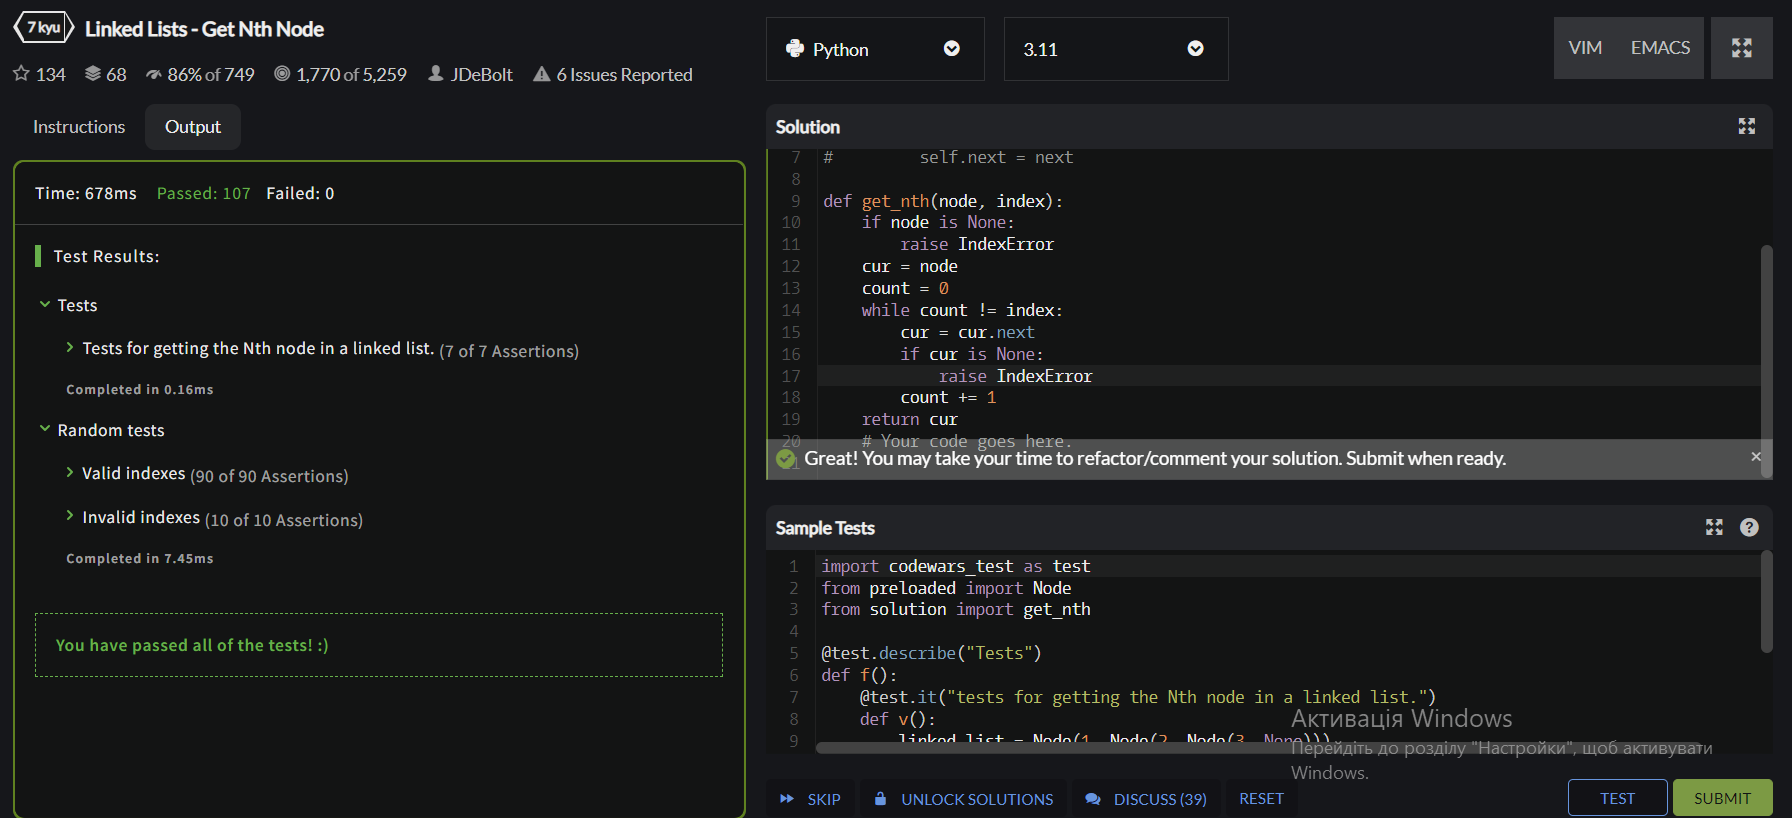 7 kyu Linked Lists - Get Nth Node
134 68 86% of 749 1,770 of 5,259 JDeBolt 6 Issues Reported
Instructions Output
Time: 678ms Passed: 107 Failed: 0
Test Results:
Tests
Tests for getting the Nth node in a linked list. (7 of 7 Assertions)
Completed in 0.16ms
Random tests
Valid indexes (90 of 90 Assertions)
Invalid indexes (10 of 10 Assertions)
Completed in 7.45ms
You have passed all of the tests! :)
Python 3.11 VIM EMACS
Solution
7 # self.next = next
8
9 def get_nth(node, index):
10 if node is None:
11 raise IndexError
12 cur = node
13 count = 0
14 while count != index:
15 cur = cur.next
16 if cur is None:
17 raise IndexError
18 count += 1
19 return cur
20 # Your code goes here.
Great! You may take your time to refactor/comment your solution. Submit when ready.
Sample Tests
1 import codewars_test as test
2 from preloaded import Node
3 from solution import get_nth
4
5 @test.describe("Tests")
6 def f():
7 @test.it("tests for getting the Nth node in a linked list.")
8 def v():
9 linked_list = Node(1, Node(2, Node(3, None)))
Активація Windows
Перейдіть до розділу "Настройки", щоб активувати
Windows.
SKIP UNLOCK SOLUTIONS DISCUSS (39) RESET TEST SUBMIT